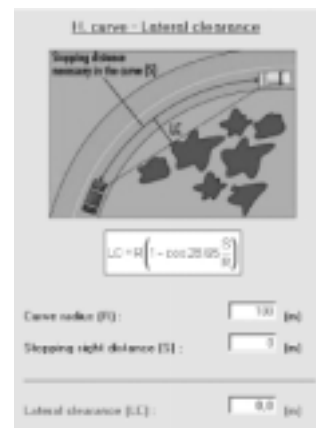 H. curve - Lateral clearance
Stopping distance
necessary in the curve (S)
LC
LC = R(1 - cos 28.65 S/R)
Curve radius (R) :
100 (m)
Stopping sight distance (S) :
0 (m)
Lateral clearance (LC) :
0,0 (m)